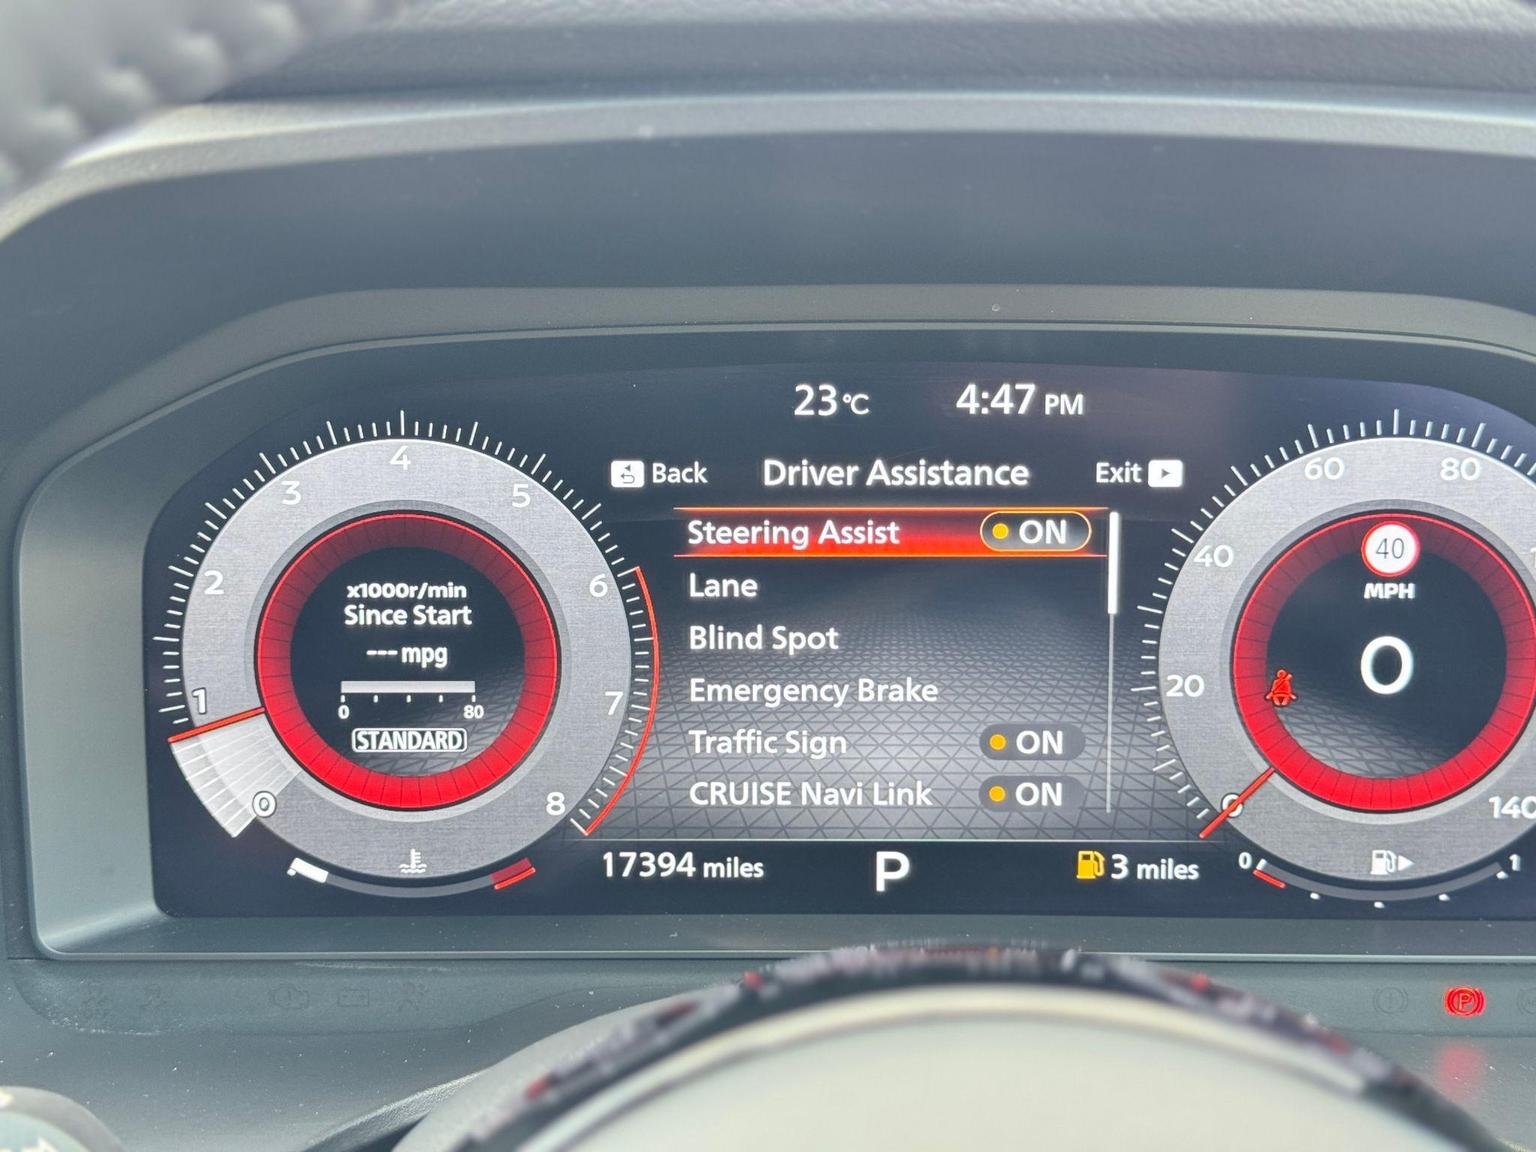 23°C 4:47 PM
Back Driver Assistance Exit
Steering Assist ON
Lane
Blind Spot
Emergency Brake
Traffic Sign ON
CRUISE Navi Link ON
17394 miles P 3 miles
0 1 2 3 4 5 6 7 8
x1000r/min
Since Start
--- mpg
0 80
STANDARD
0 20 40 60 80 140
40
MPH
0
0 1
P